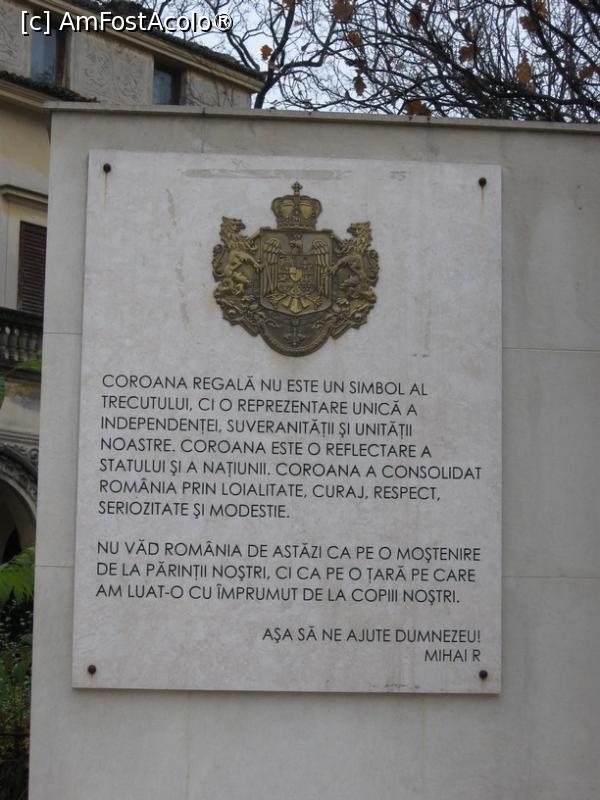 [c] AmFostAcolo(r)®
COROANA REGALĂ NU ESTE UN SIMBOL AL
TRECUTULUI, CI O REPREZENTARE UNICĂ A
INDEPENDENȚEI, SUVERANITĂȚII ȘI UNITĂȚII
NOASTRE. COROANA ESTE O REFLECTARE A
STATULUI ȘI A NAȚIUNII. COROANA A CONSOLIDAT
ROMÂNIA PRIN LOIALITATE, CURAJ, RESPECT,
SERIOZITATE ȘI MODESTIE.
NU VĂD ROMÂNIA DE ASTĂZI CA PE O MOȘTENIRE
DE LA PĂRINȚII NOȘTRI, CI CA PE O ȚARĂ PE CARE
AM LUAT-O CU ÎMPRUMUT DE LA COPIII NOȘTRI.
AȘA SĂ NE AJUTE DUMNEZEU!
MIHAI R